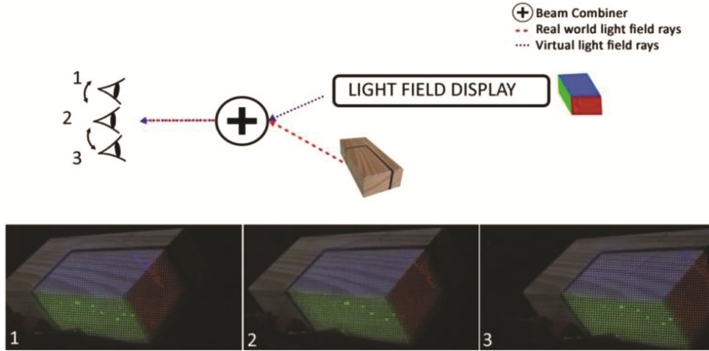 Beam Combiner
Real world light field rays
Virtual light field rays
1
2
3
LIGHT FIELD DISPLAY
1
2
3